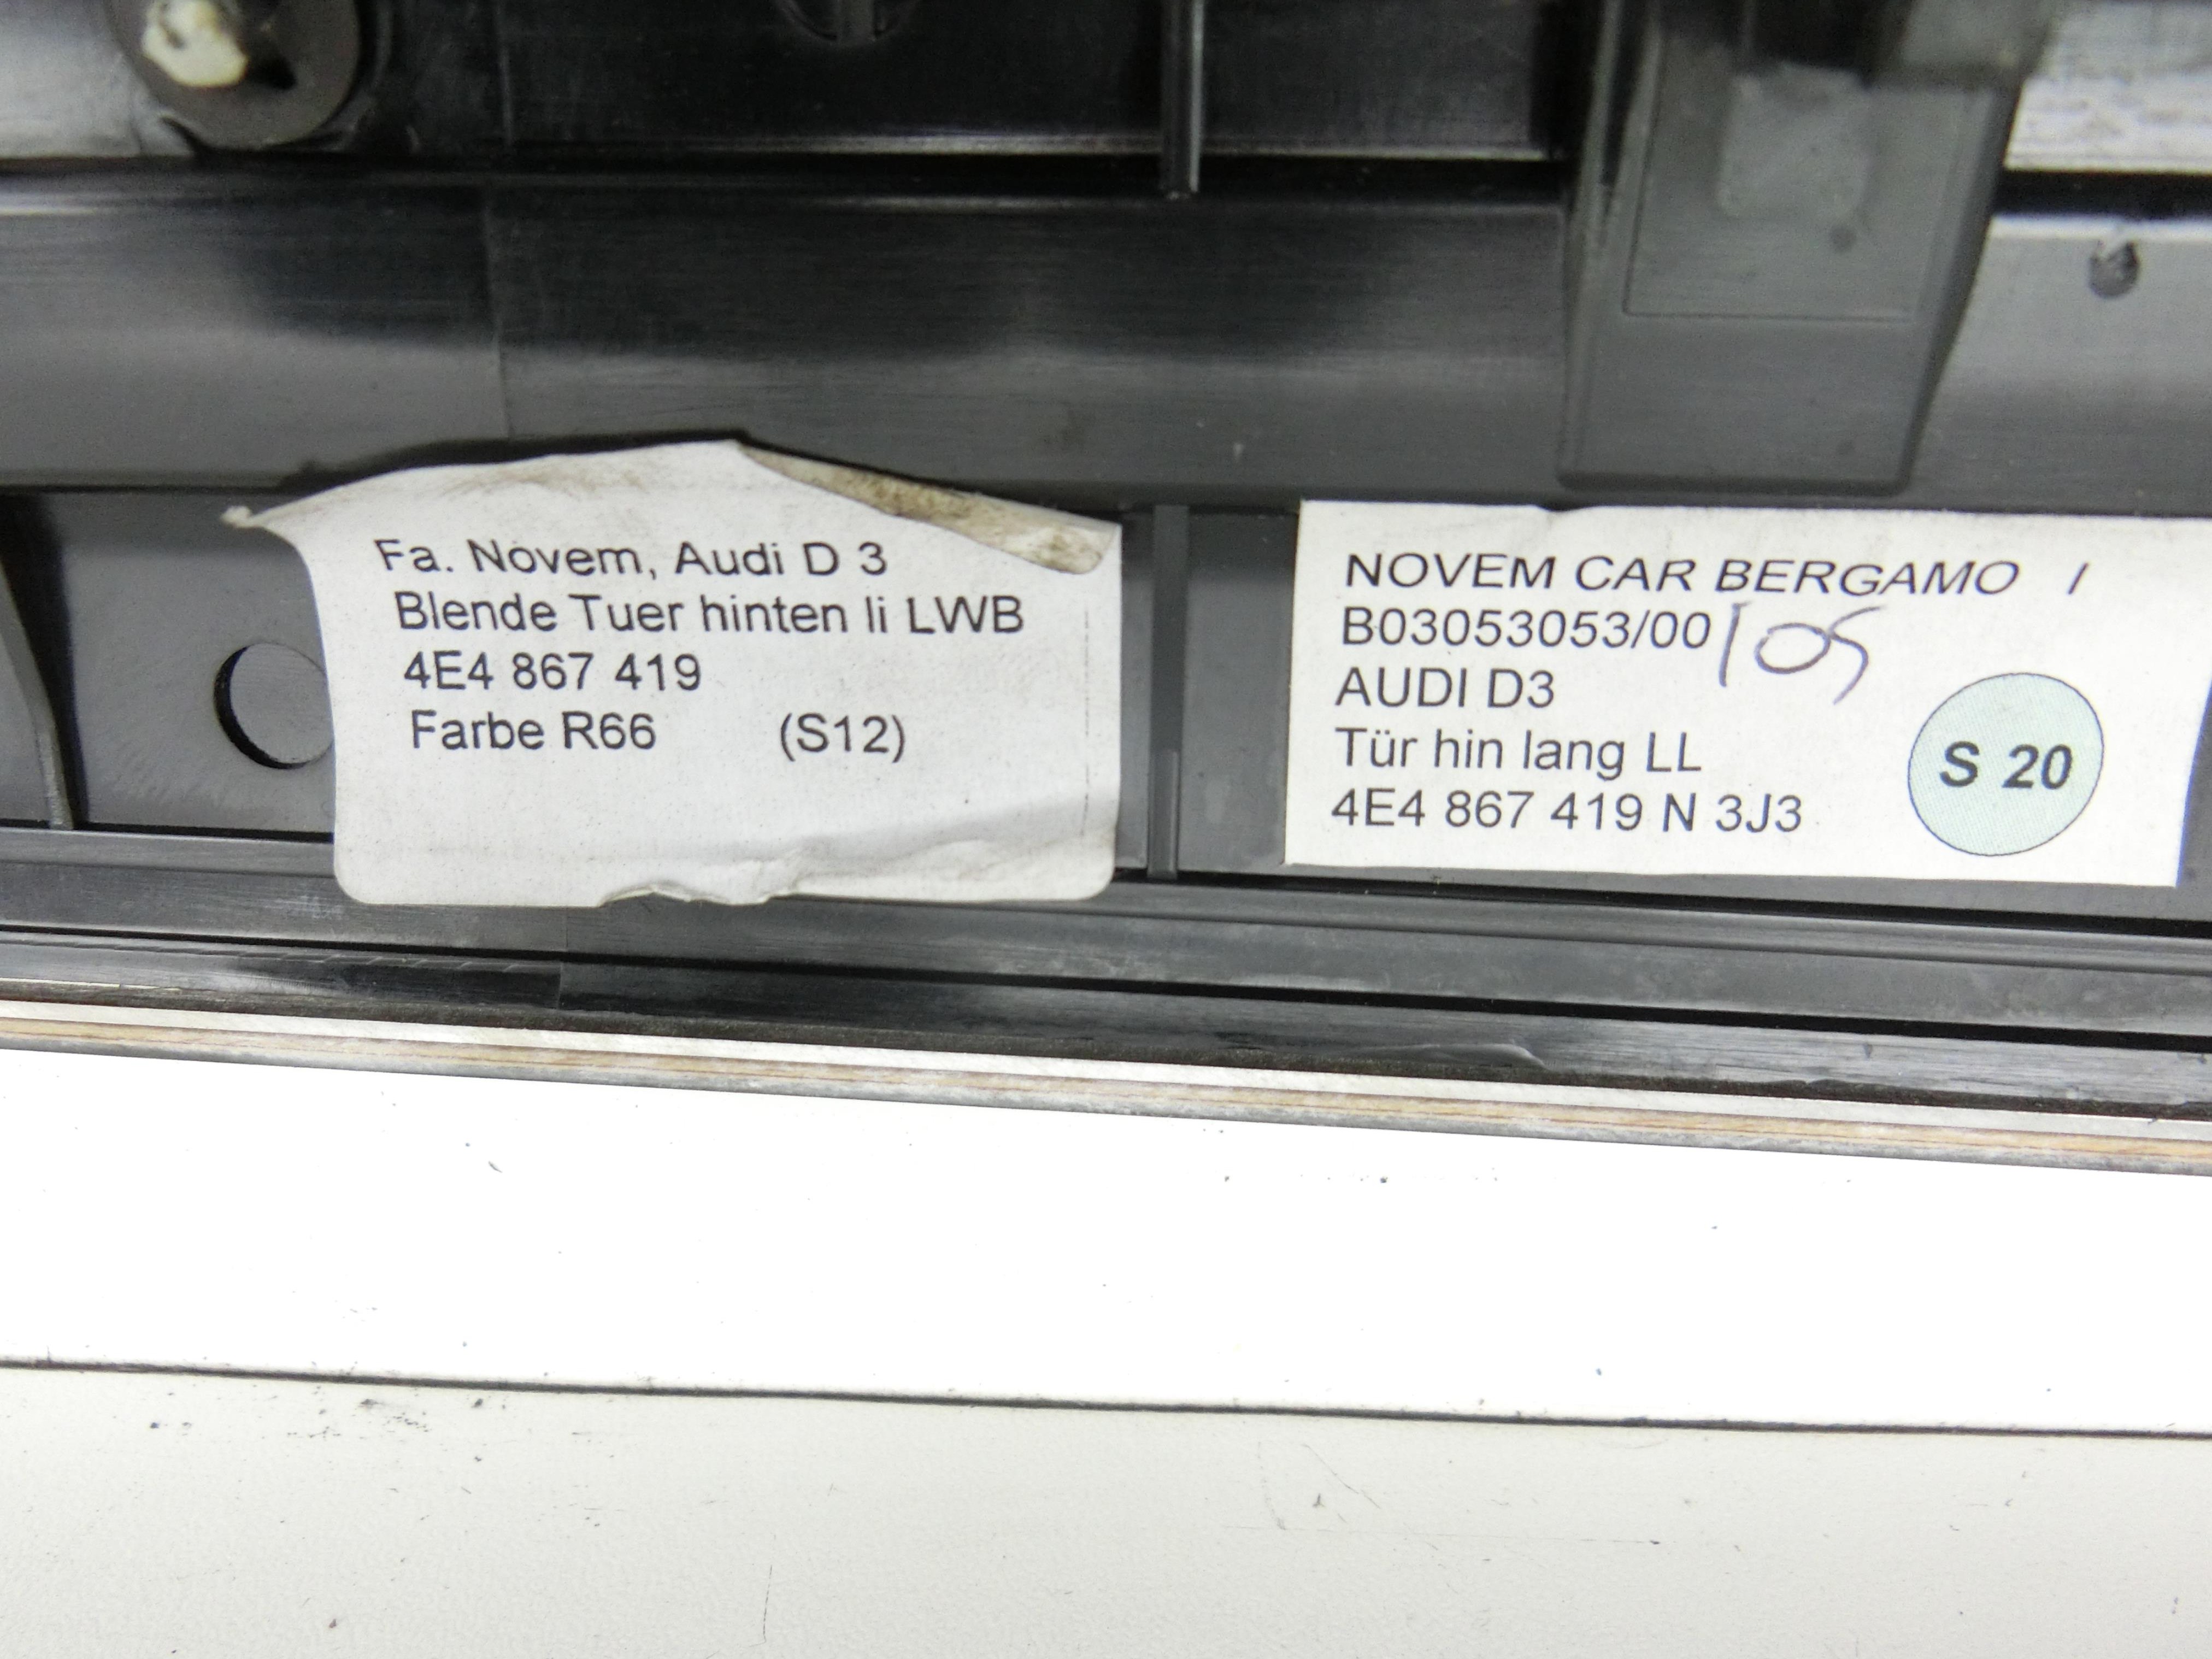 Fa. Novem, Audi D 3
Blende Tuer hinten li LWB
4E4 867 419
Farbe R66 (S12)
NOVEM CAR BERGAMO I
B03053053/00/05
AUDI D3
Tür hin lang LL
4E4 867 419 N 3J3
S 20